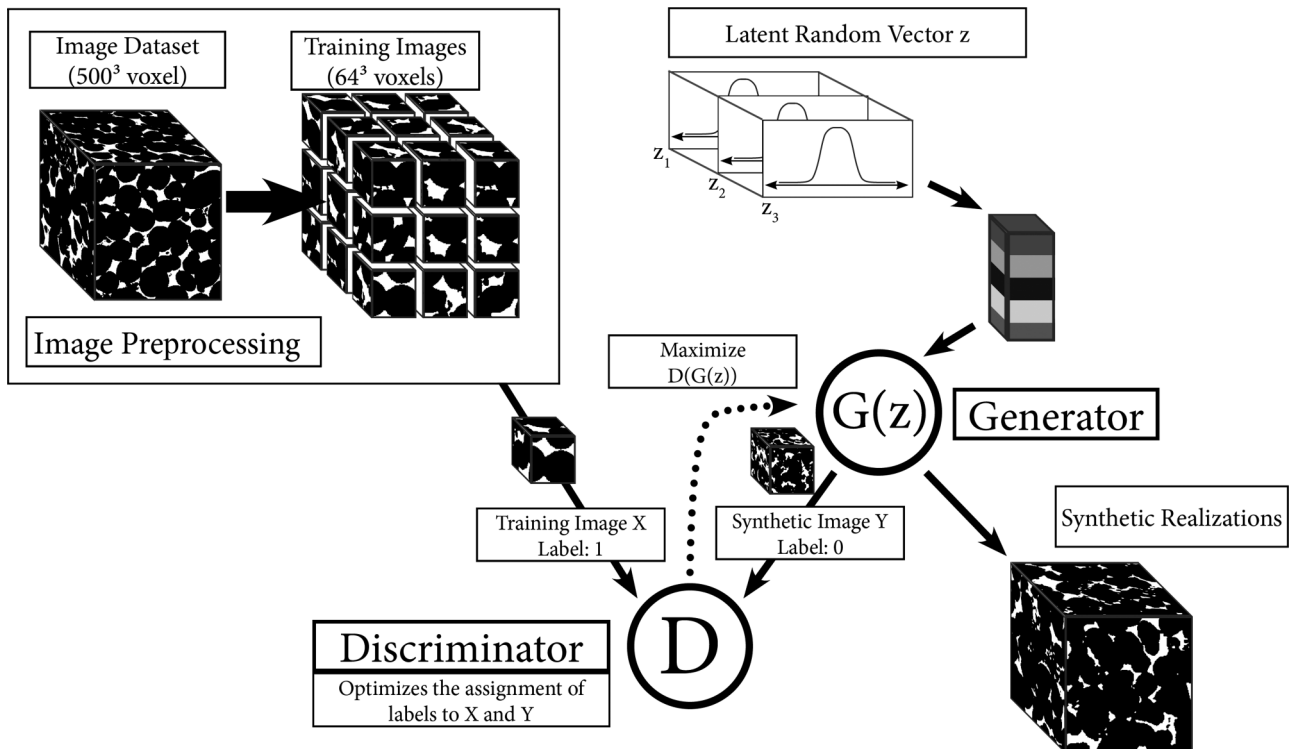 Image Dataset
(500³ voxel)
Training Images
(64³ voxels)
Image Preprocessing
Latent Random Vector z
z₁
z₂
z₃
Maximize
D(G(z))
G(z)
Generator
Training Image X
Label: 1
Synthetic Image Y
Label: 0
Synthetic Realizations
D
Discriminator
Optimizes the assignment of
labels to X and Y